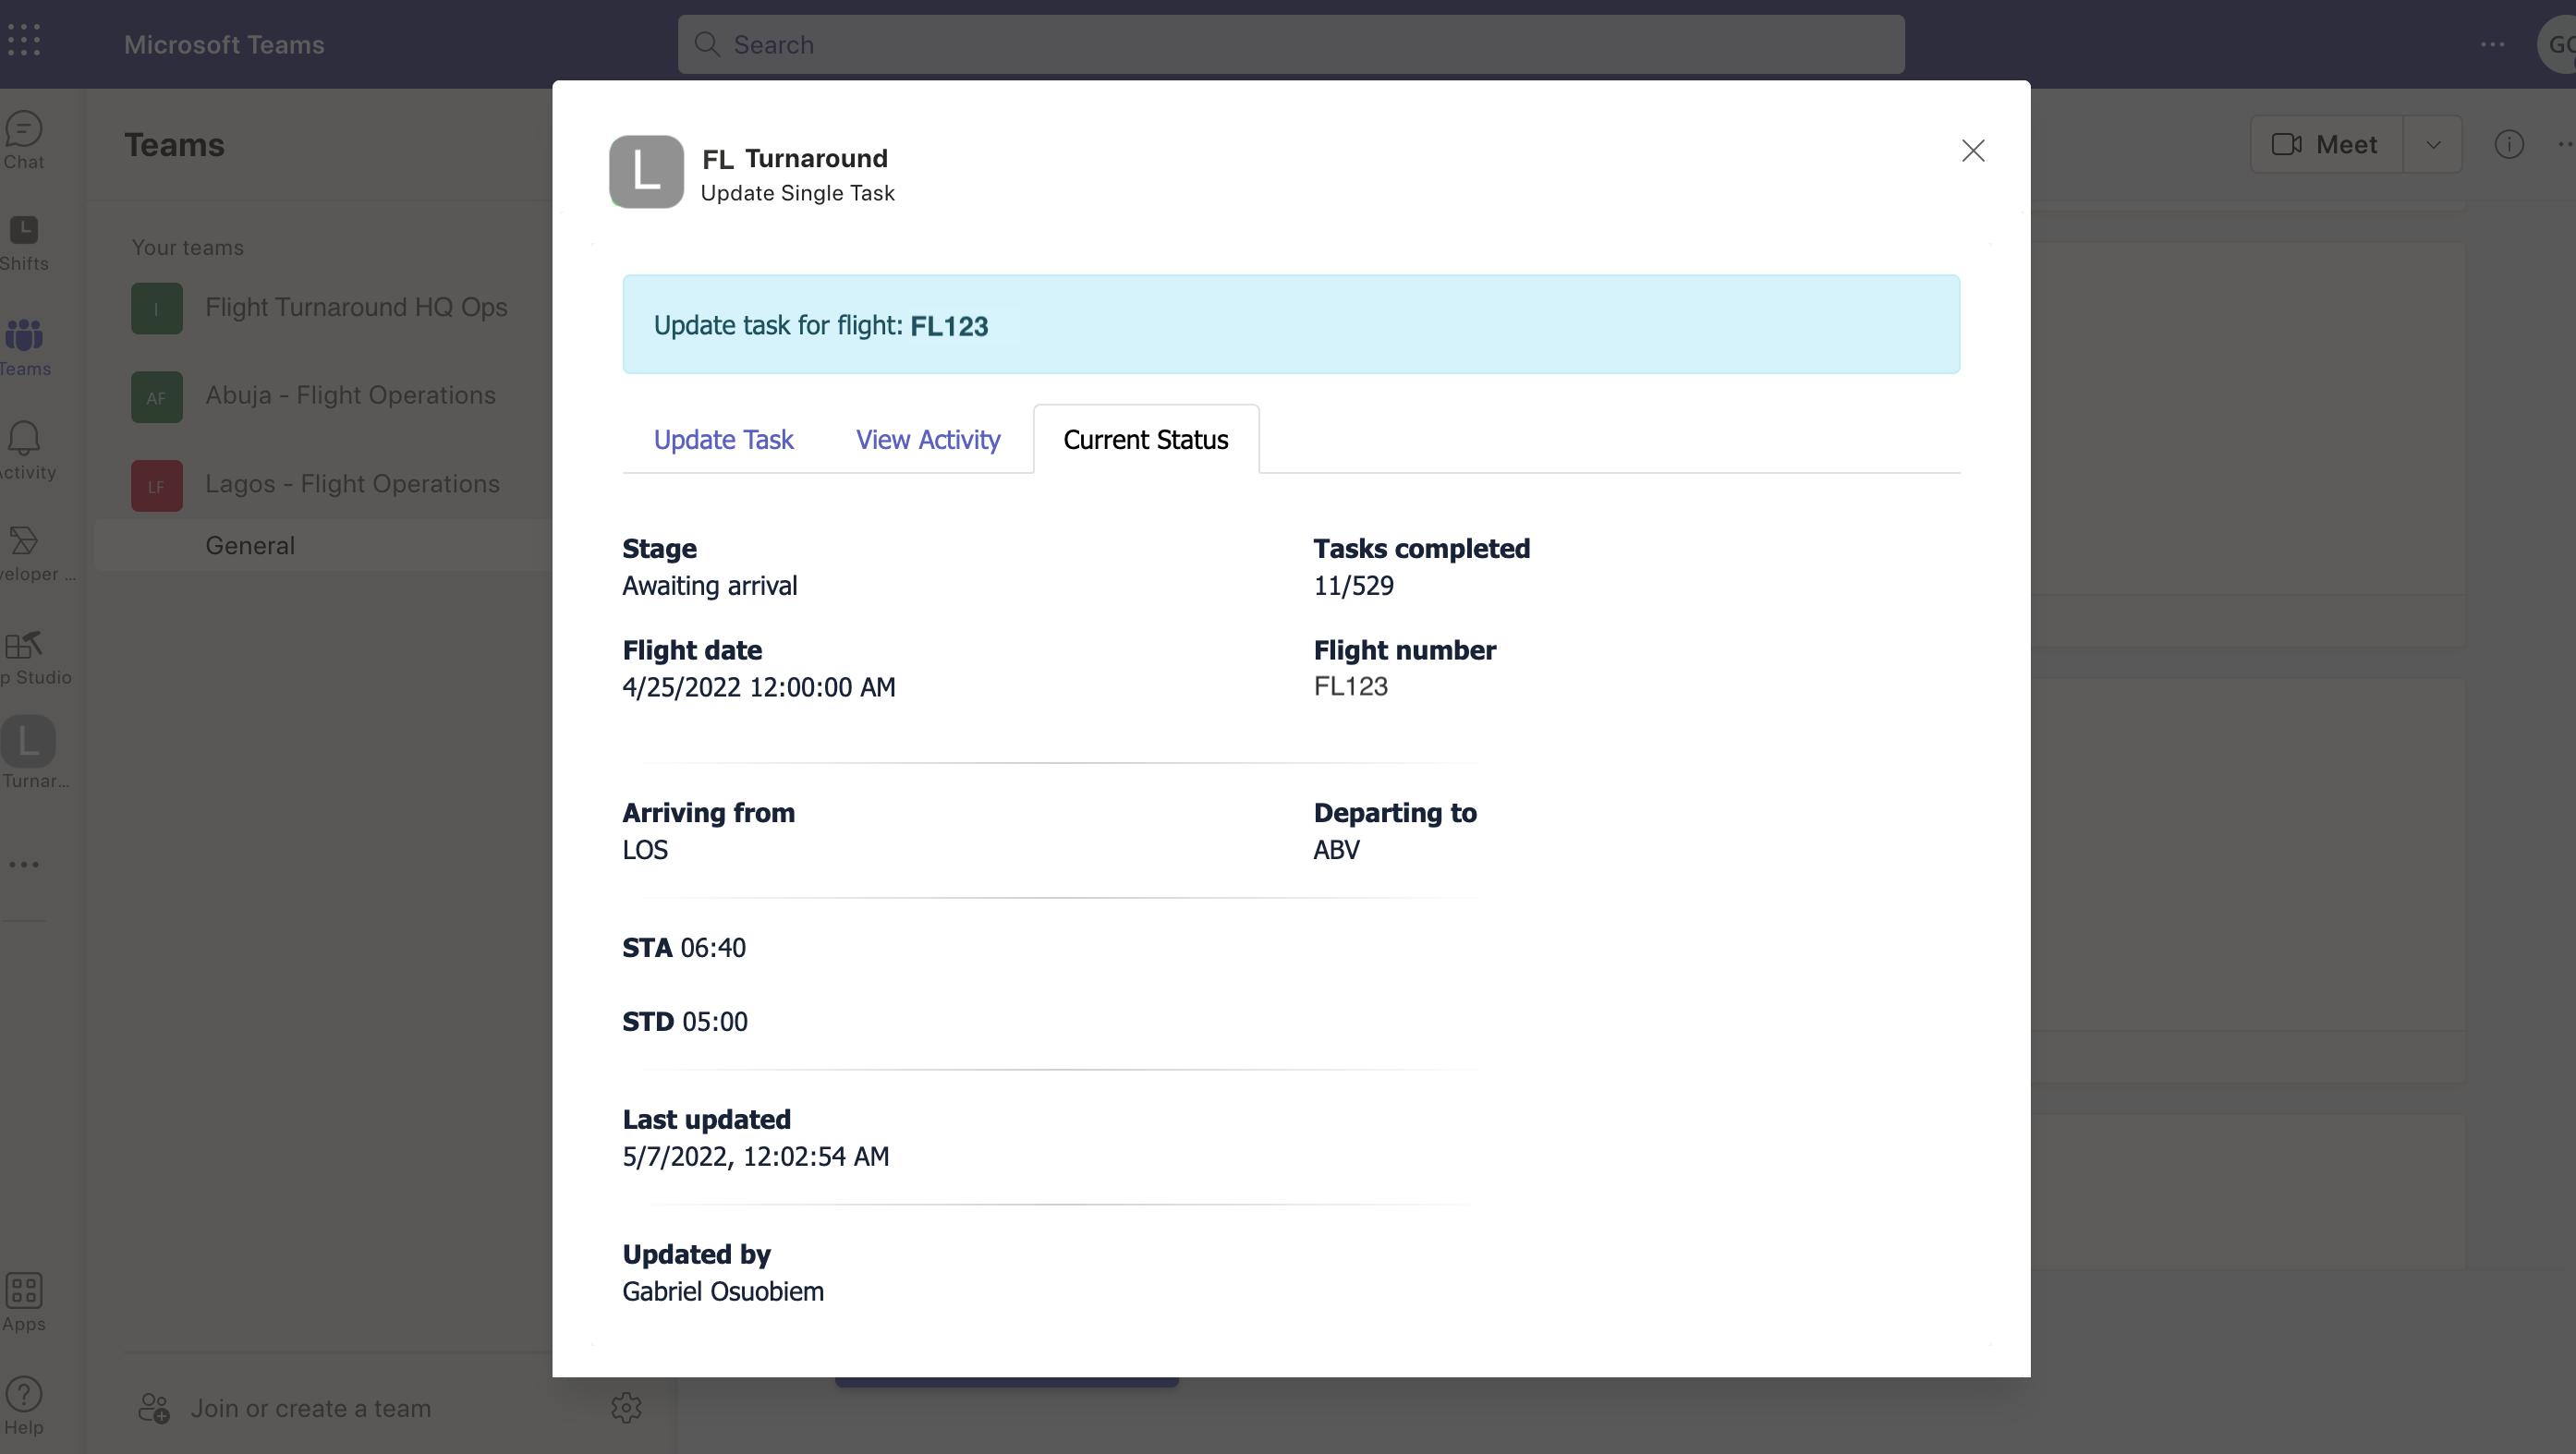 Microsoft Teams
Search
GO
Chat
Shifts
Teams
Activity
veloper ...
p Studio
Turnar...
Apps
Help
Teams
Your teams
I Flight Turnaround HQ Ops
AF Abuja - Flight Operations
LF Lagos - Flight Operations
General
Join or create a team
Meet
L
FL Turnaround
Update Single Task
Update task for flight: FL123
Update Task View Activity Current Status
Stage Tasks completed
Awaiting arrival 11/529
Flight date Flight number
4/25/2022 12:00:00 AM FL123
Arriving from Departing to
LOS ABV
STA 06:40
STD 05:00
Last updated
5/7/2022, 12:02:54 AM
Updated by
Gabriel Osuobiem